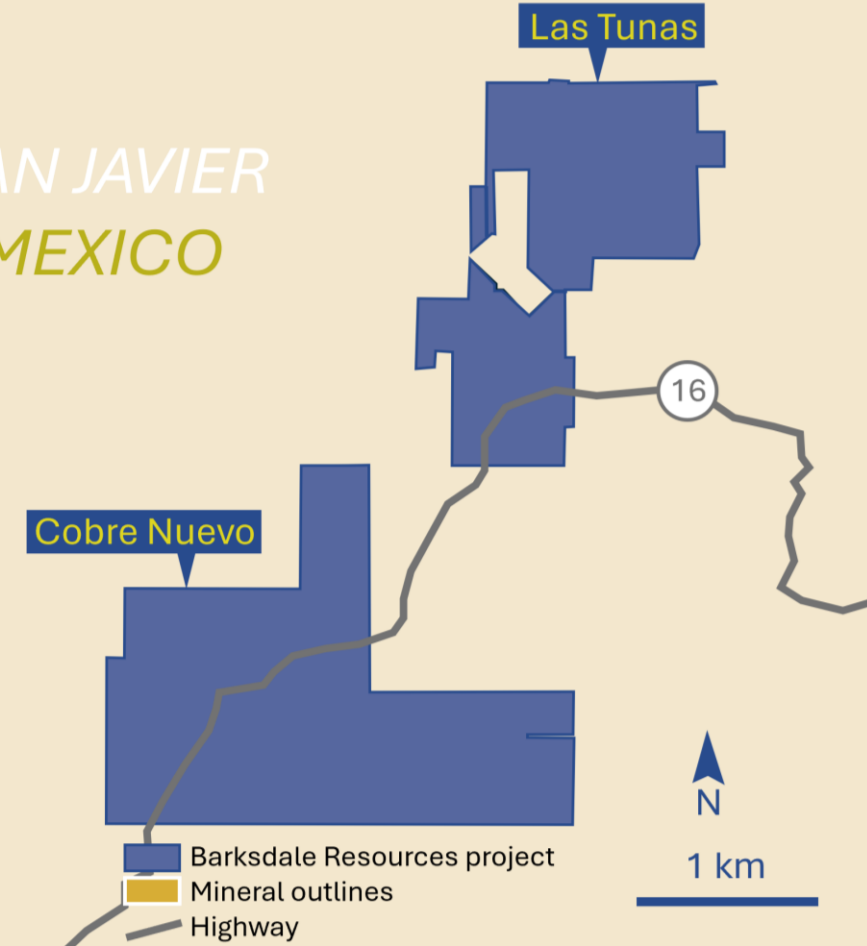 Las Tunas
AN JAVIER
MEXICO
16
Cobre Nuevo
N
1 km
Barksdale Resources project
Mineral outlines
Highway